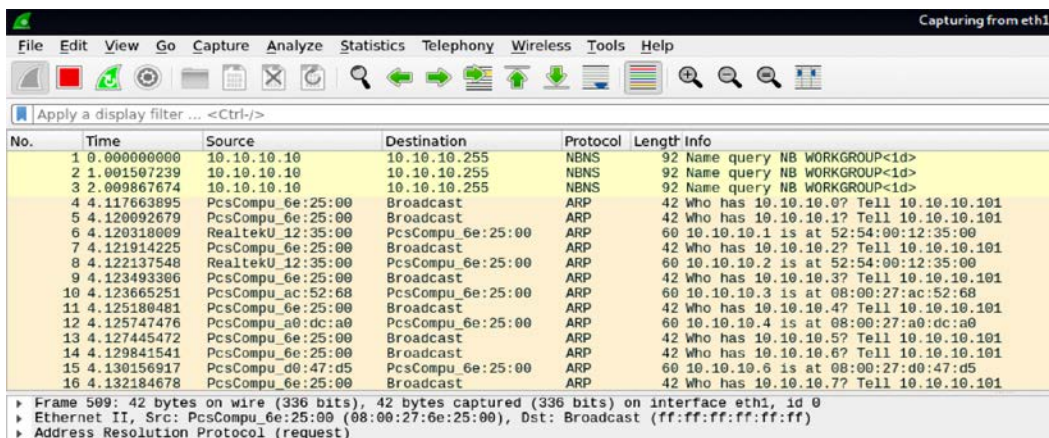 Capturing from eth1
File Edit View Go Capture Analyze Statistics Telephony Wireless Tools Help
Apply a display filter ... <Ctrl-/>
No. Time Source Destination Protocol Length Info
1 0.000000000 10.10.10.10 10.10.10.255 NBNS 92 Name query NB WORKGROUP<1d>
2 1.001507239 10.10.10.10 10.10.10.255 NBNS 92 Name query NB WORKGROUP<1d>
3 2.009867674 10.10.10.10 10.10.10.255 NBNS 92 Name query NB WORKGROUP<1d>
4 4.117663895 PcsCompu_6e:25:00 Broadcast ARP 42 Who has 10.10.10.0? Tell 10.10.10.101
5 4.120092679 PcsCompu_6e:25:00 Broadcast ARP 42 Who has 10.10.10.1? Tell 10.10.10.101
6 4.120318009 RealtekU_12:35:00 PcsCompu_6e:25:00 ARP 60 10.10.10.1 is at 52:54:00:12:35:00
7 4.121914225 PcsCompu_6e:25:00 Broadcast ARP 42 Who has 10.10.10.2? Tell 10.10.10.101
8 4.122137548 RealtekU_12:35:00 PcsCompu_6e:25:00 ARP 60 10.10.10.2 is at 52:54:00:12:35:00
9 4.123493306 PcsCompu_6e:25:00 Broadcast ARP 42 Who has 10.10.10.3? Tell 10.10.10.101
10 4.123665251 PcsCompu_ac:52:68 PcsCompu_6e:25:00 ARP 60 10.10.10.3 is at 08:00:27:ac:52:68
11 4.125180481 PcsCompu_6e:25:00 Broadcast ARP 42 Who has 10.10.10.4? Tell 10.10.10.101
12 4.125747476 PcsCompu_a0:dc:a0 PcsCompu_6e:25:00 ARP 60 10.10.10.4 is at 08:00:27:a0:dc:a0
13 4.127445472 PcsCompu_6e:25:00 Broadcast ARP 42 Who has 10.10.10.5? Tell 10.10.10.101
14 4.129841541 PcsCompu_6e:25:00 Broadcast ARP 42 Who has 10.10.10.6? Tell 10.10.10.101
15 4.130156917 PcsCompu_d0:47:d5 PcsCompu_6e:25:00 ARP 60 10.10.10.6 is at 08:00:27:d0:47:d5
16 4.132184678 PcsCompu_6e:25:00 Broadcast ARP 42 Who has 10.10.10.7? Tell 10.10.10.101
Frame 509: 42 bytes on wire (336 bits), 42 bytes captured (336 bits) on interface eth1, id 0
Ethernet II, Src: PcsCompu_6e:25:00 (08:00:27:6e:25:00), Dst: Broadcast (ff:ff:ff:ff:ff:ff)
Address Resolution Protocol (request)